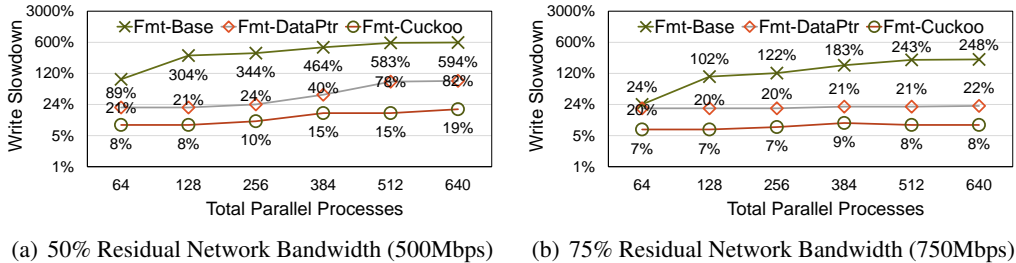 3000%
600%
120%
24%
5%
1%
Write Slowdown
Fmt-Base Fmt-DataPtr Fmt-Cuckoo
89% 304% 344% 464% 583% 594%
21% 21% 24% 40% 78% 82%
8% 8% 10% 15% 15% 19%
64 128 256 384 512 640
Total Parallel Processes
(a) 50% Residual Network Bandwidth (500Mbps)
3000%
600%
120%
24%
5%
1%
Write Slowdown
Fmt-Base Fmt-DataPtr Fmt-Cuckoo
24% 102% 122% 183% 243% 248%
20% 20% 20% 21% 21% 22%
7% 7% 7% 9% 8% 8%
64 128 256 384 512 640
Total Parallel Processes
(b) 75% Residual Network Bandwidth (750Mbps)